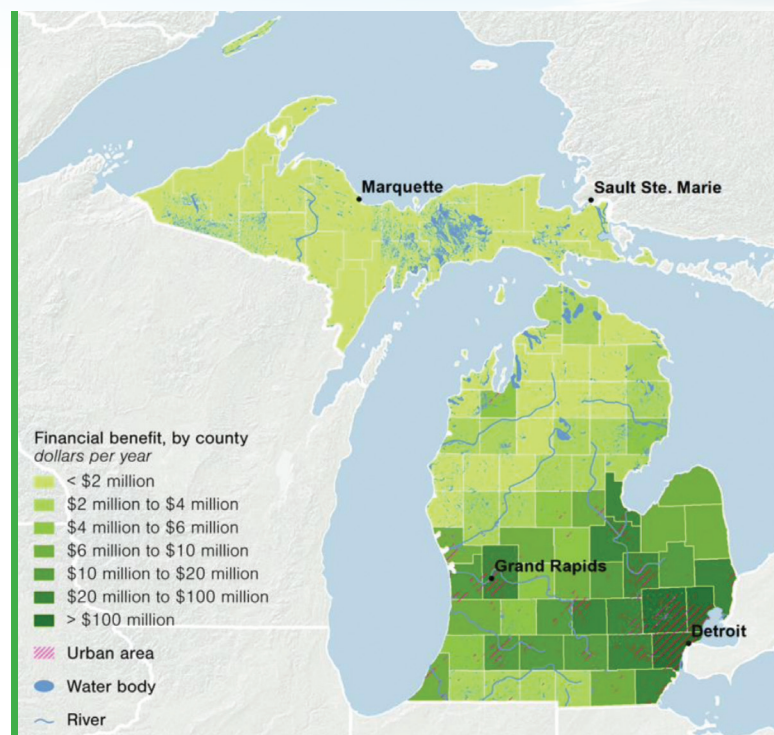 Marquette
Sault Ste. Marie
Financial benefit, by county
dollars per year
< $2 million
$2 million to $4 million
$4 million to $6 million
$6 million to $10 million
$10 million to $20 million
$20 million to $100 million
> $100 million
Urban area
Water body
River
Grand Rapids
Detroit